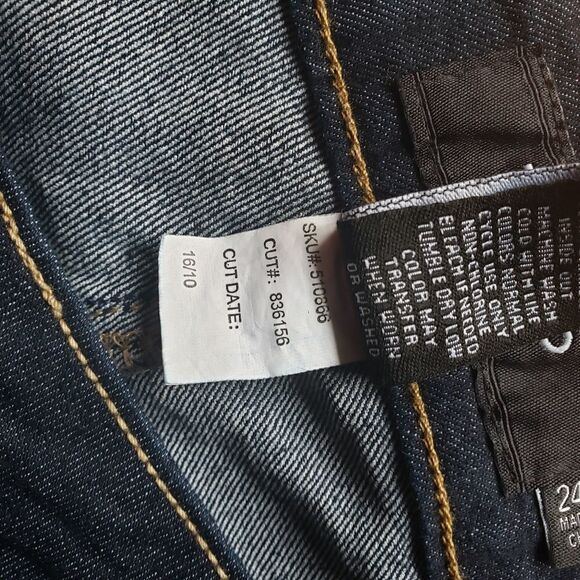 SKU#: 510866
CUT#: 836156
CUT DATE:
16/10
INSIDE OUT
MACHINE WASH
COLD WITH LIKE
COLORS NORMAL
CYCLE USE ONLY
NON-CHLORINE
BLEACH IF NEEDED
TUMBLE DRY LOW
COLOR MAY
TRANSFER
WHEN WORN
OR WASHED
24